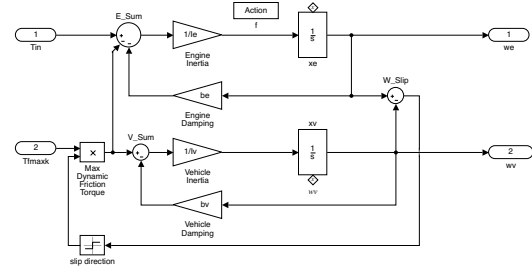 Action
f
E_Sum
1
Tin
1/Ie
Engine
Inertia
1
s
xe
1
we
be
Engine
Damping
W_Slip
2
Tfmaxk
×
Max
Dynamic
Friction
Torque
V_Sum
1/Iv
Vehicle
Inertia
xv
1
s
wv
2
wv
bv
Vehicle
Damping
slip direction